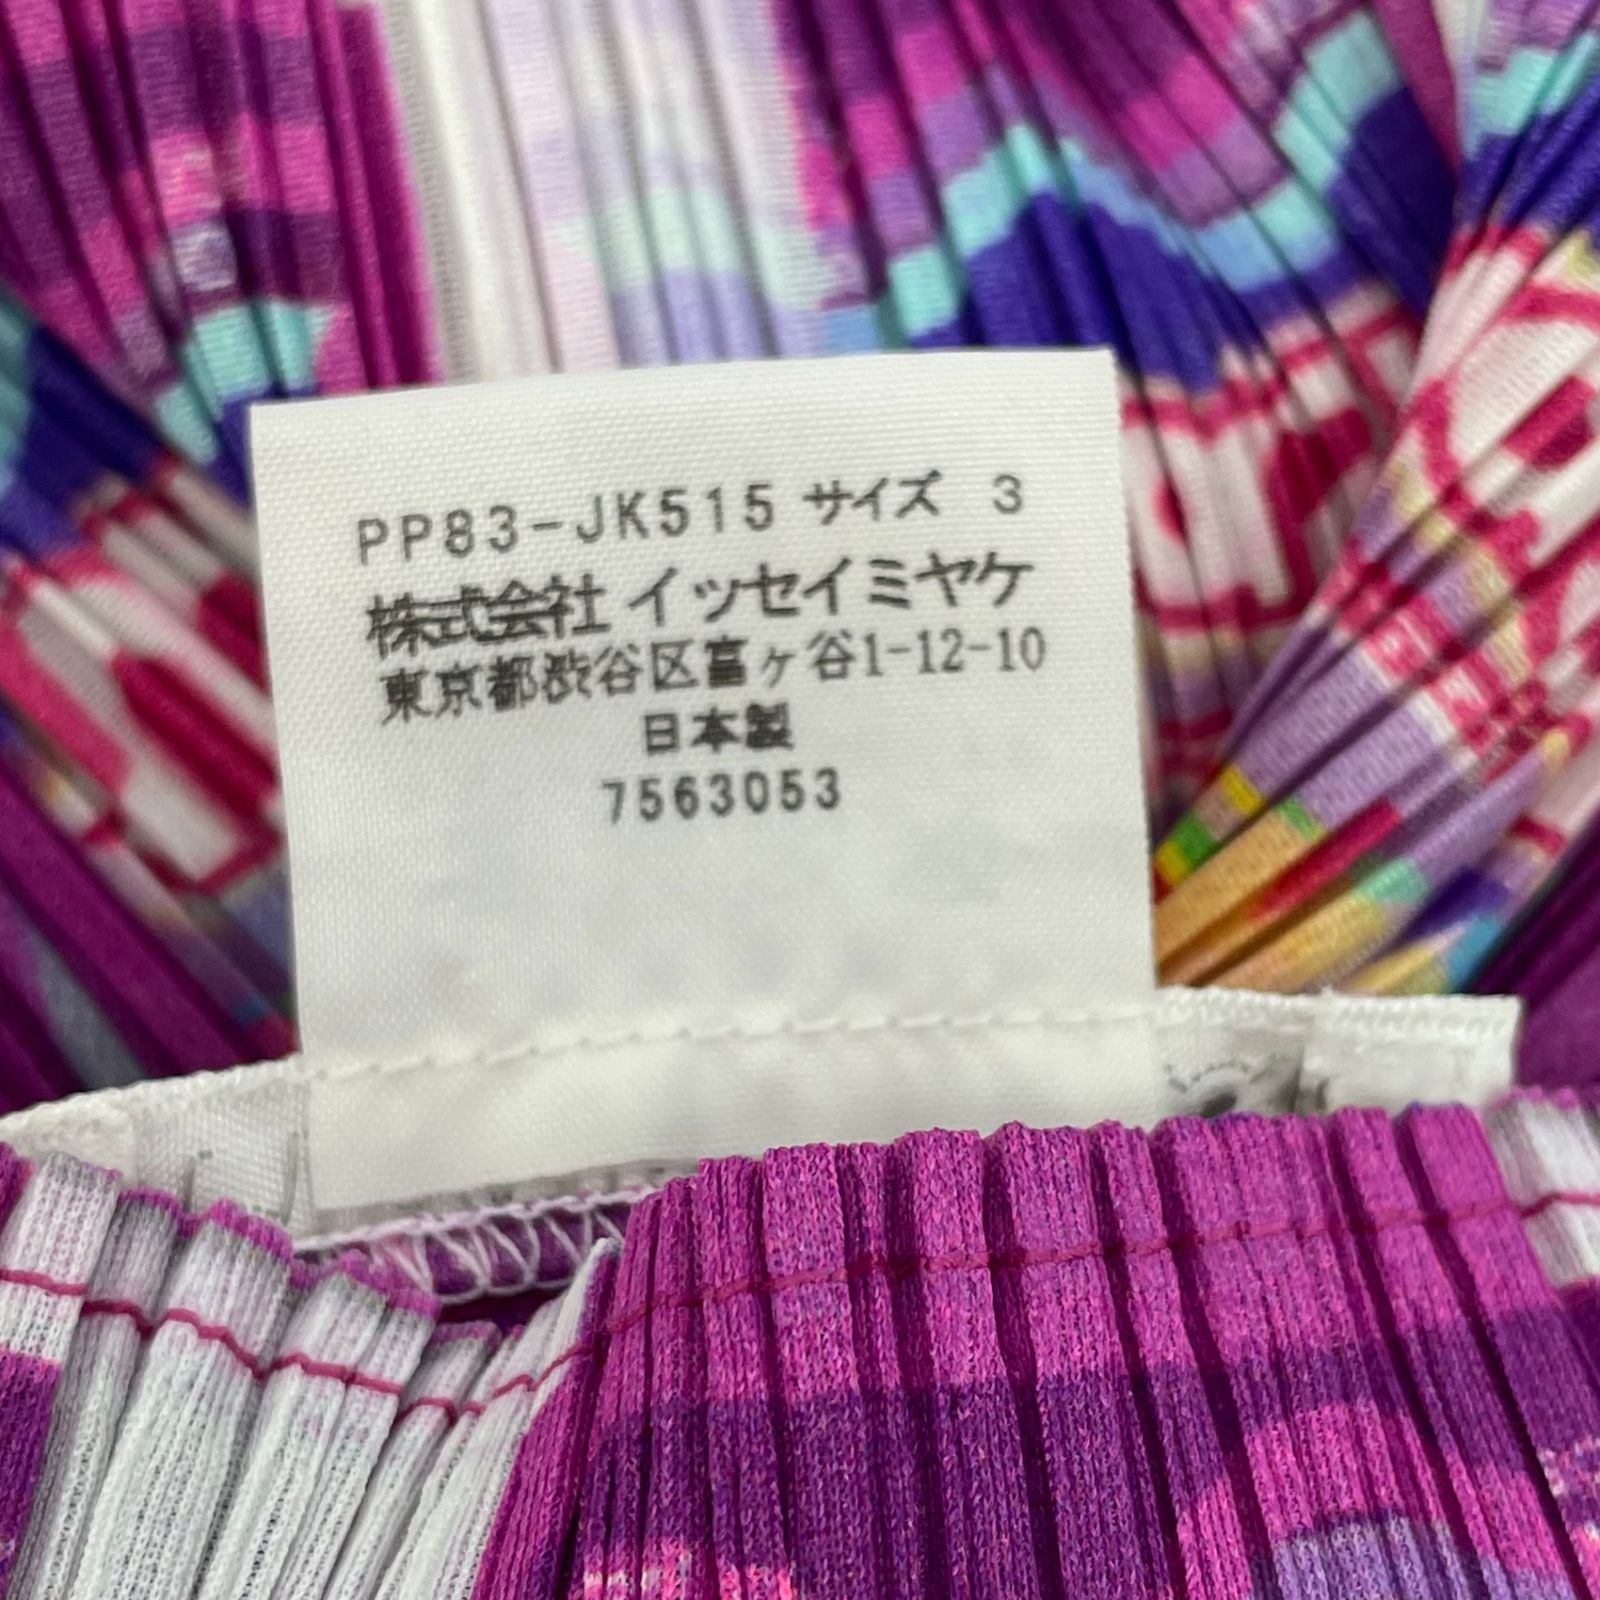 PP83-JK515 サイズ 3
株式会社 イッセイミヤケ
東京都渋谷区富ヶ谷1-12-10
日本製
7563053